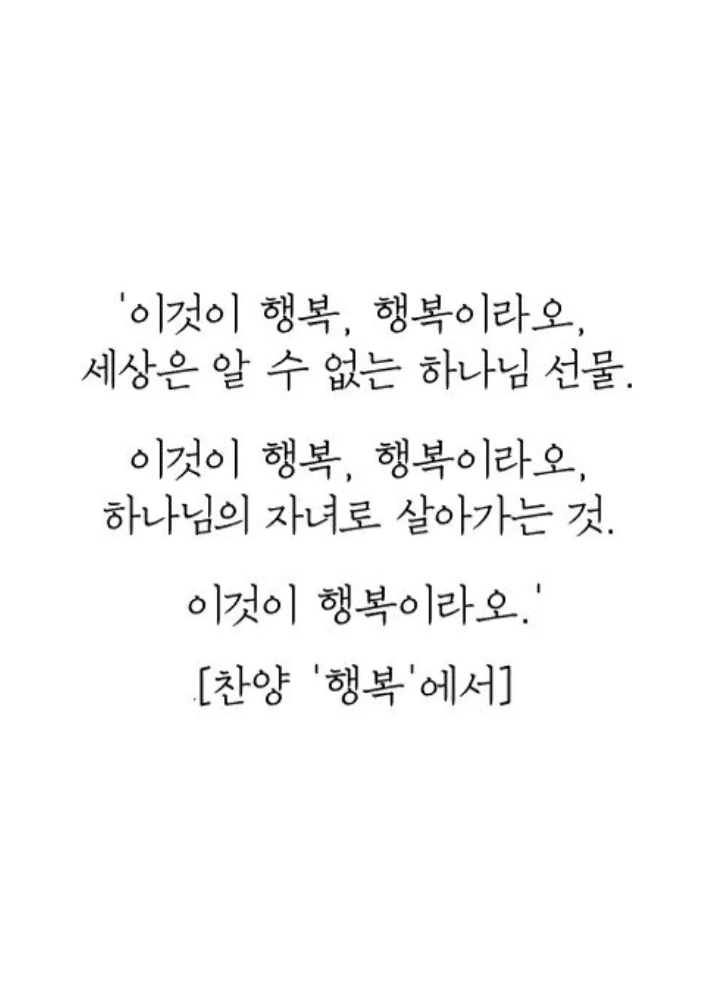 '이것이 행복, 행복이라오,
세상은 알 수 없는 하나님 선물.
이것이 행복, 행복이라오,
하나님의 자녀로 살아가는 것.
이것이 행복이라오.'
[찬양 '행복'에서]